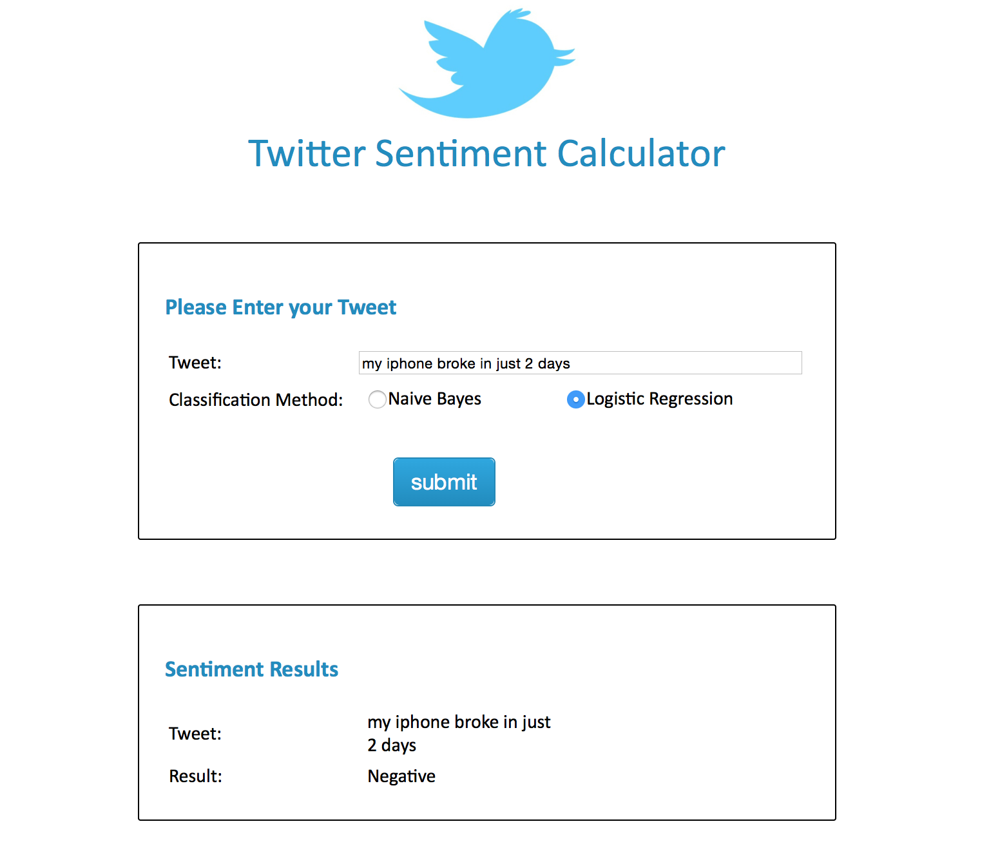 Twitter Sentiment Calculator
Please Enter your Tweet
Tweet: my iphone broke in just 2 days
Classification Method: Naive Bayes Logistic Regression
submit
Sentiment Results
Tweet: my iphone broke in just
2 days
Result: Negative